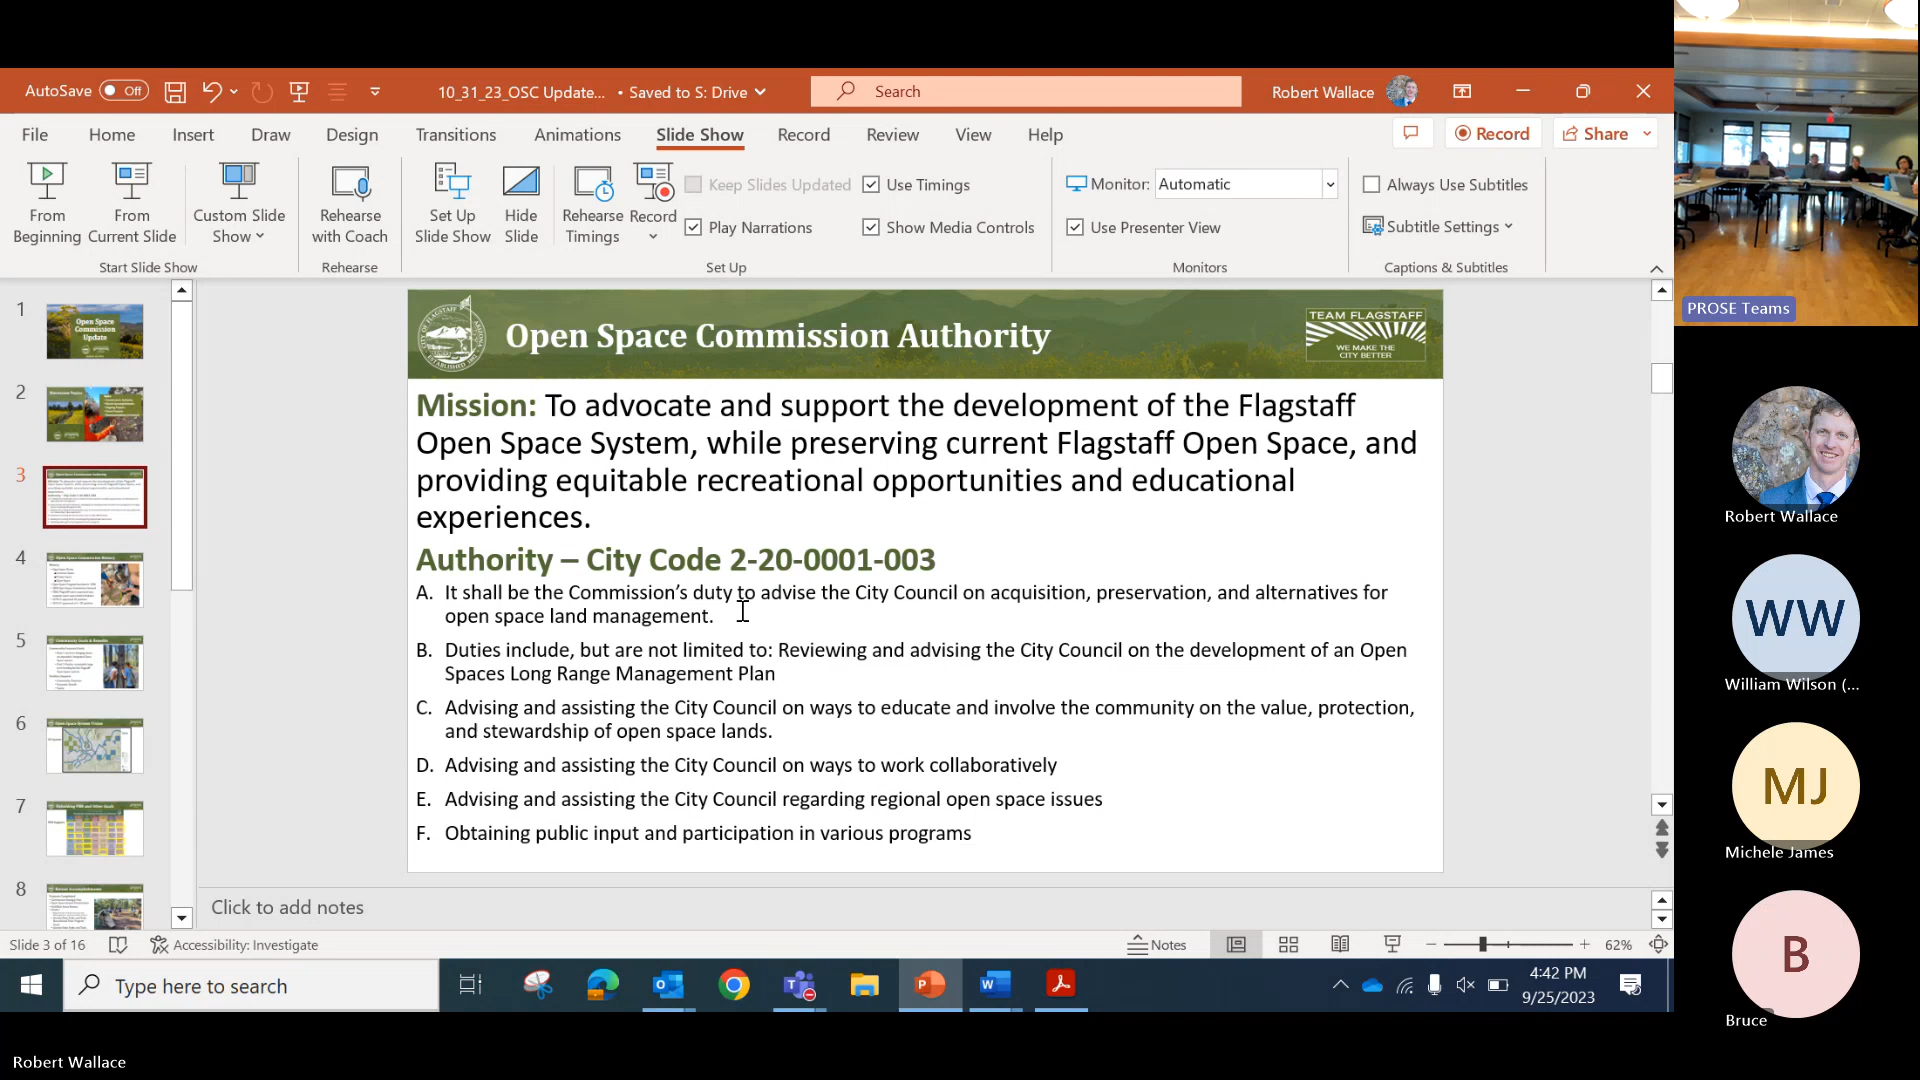 AutoSave Off
10_31_23_OSC Update... • Saved to S: Drive
Search
Robert Wallace
File Home Insert Draw Design Transitions Animations Slide Show Record Review View Help
Record Share
From Beginning
From Current Slide
Custom Slide Show
Rehearse with Coach
Set Up Slide Show
Hide Slide
Rehearse Timings
Record
Keep Slides Updated
Use Timings
Play Narrations
Show Media Controls
Monitor: Automatic
Use Presenter View
Always Use Subtitles
Subtitle Settings
Start Slide Show
Rehearse
Set Up
Monitors
Captions & Subtitles
1
Open Space
Commission
Update
2
3
4
5
6
7
8
Open Space Commission Authority
TEAM FLAGSTAFF
WE MAKE THE
CITY BETTER
Mission: To advocate and support the development of the Flagstaff
Open Space System, while preserving current Flagstaff Open Space, and
providing equitable recreational opportunities and educational
experiences.
Authority – City Code 2-20-0001-003
A. It shall be the Commission's duty to advise the City Council on acquisition, preservation, and alternatives for
open space land management.
B. Duties include, but are not limited to: Reviewing and advising the City Council on the development of an Open
Spaces Long Range Management Plan
C. Advising and assisting the City Council on ways to educate and involve the community on the value, protection,
and stewardship of open space lands.
D. Advising and assisting the City Council on ways to work collaboratively
E. Advising and assisting the City Council regarding regional open space issues
F. Obtaining public input and participation in various programs
Click to add notes
Slide 3 of 16
Accessibility: Investigate
Notes
62%
Type here to search
4:42 PM
9/25/2023
PROSE Teams
Robert Wallace
WW
William Wilson (...
MJ
Michele James
B
Bruce
Robert Wallace